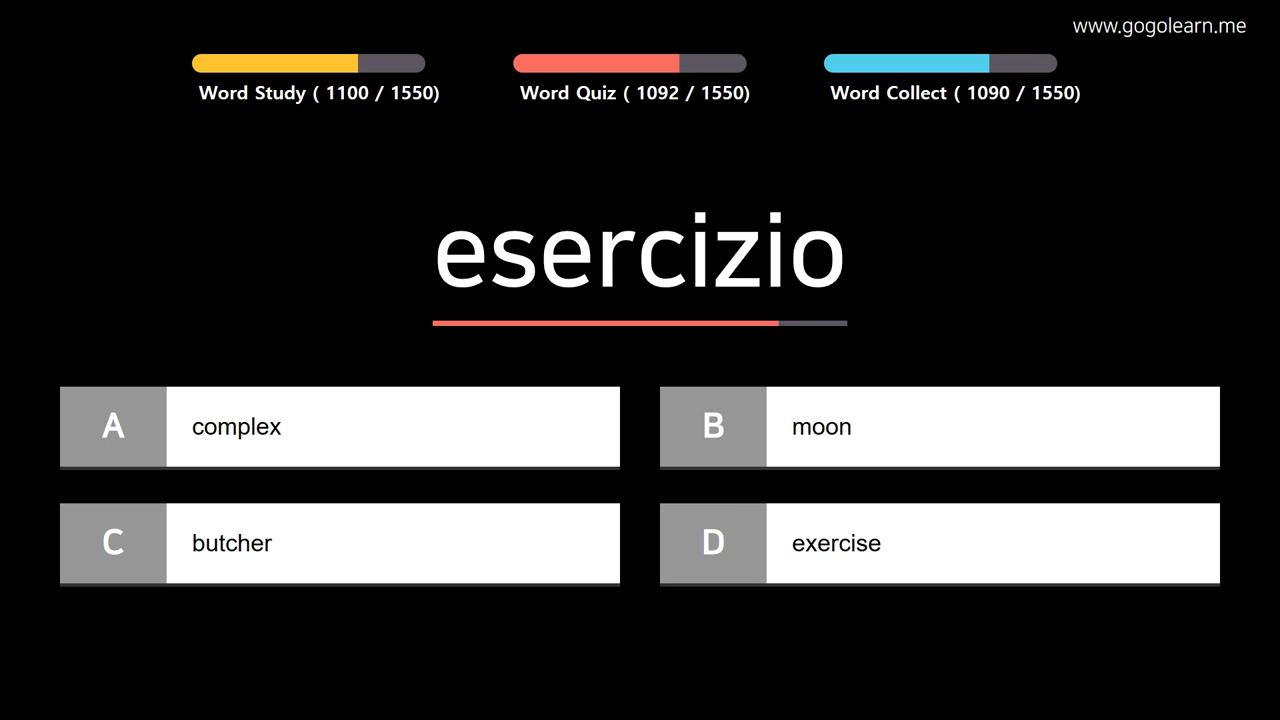 www.gogolearn.me
Word Study ( 1100 / 1550)
Word Quiz ( 1092 / 1550)
Word Collect ( 1090 / 1550)
esercizio
A complex
B moon
C butcher
D exercise